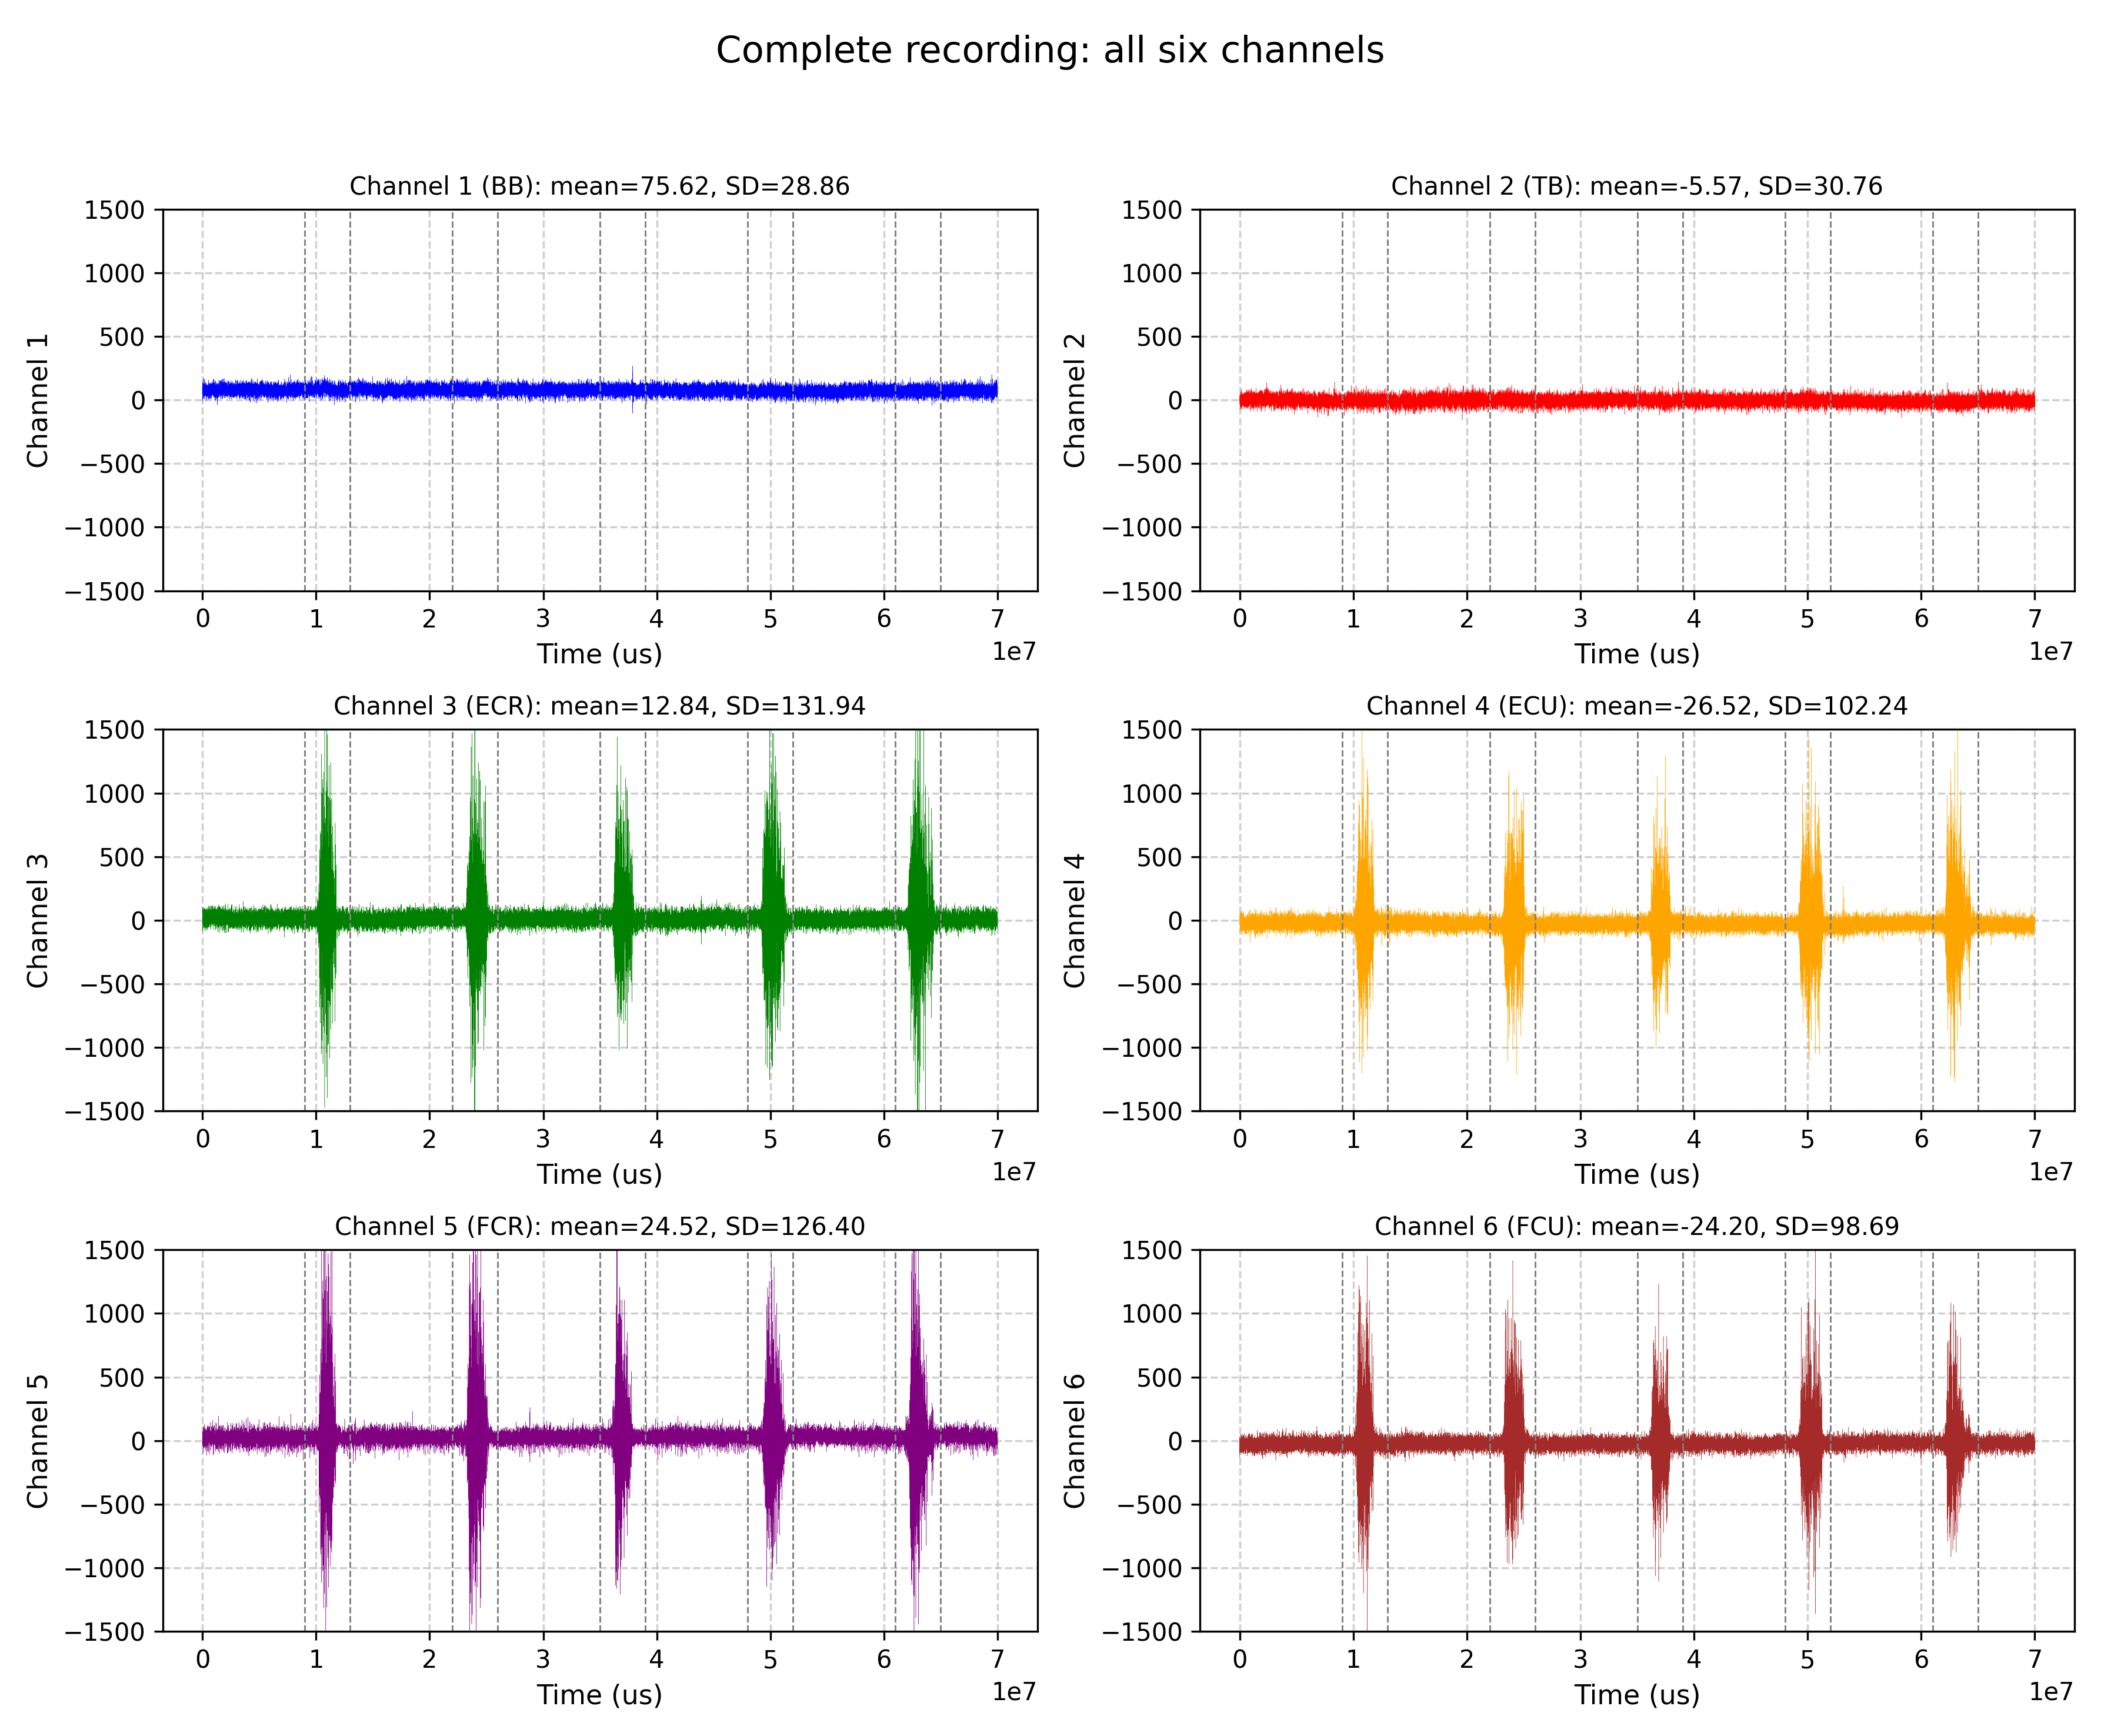 Complete recording: all six channels
Channel 1 (BB): mean=75.62, SD=28.86
1500
1000
500
0
−500
−1000
−1500
Channel 1
0 1 2 3 4 5 6 7
Time (us)
1e7
Channel 2 (TB): mean=-5.57, SD=30.76
1500
1000
500
0
−500
−1000
−1500
Channel 2
0 1 2 3 4 5 6 7
Time (us)
1e7
Channel 3 (ECR): mean=12.84, SD=131.94
1500
1000
500
0
−500
−1000
−1500
Channel 3
0 1 2 3 4 5 6 7
Time (us)
1e7
Channel 4 (ECU): mean=-26.52, SD=102.24
1500
1000
500
0
−500
−1000
−1500
Channel 4
0 1 2 3 4 5 6 7
Time (us)
1e7
Channel 5 (FCR): mean=24.52, SD=126.40
1500
1000
500
0
−500
−1000
−1500
Channel 5
0 1 2 3 4 5 6 7
Time (us)
1e7
Channel 6 (FCU): mean=-24.20, SD=98.69
1500
1000
500
0
−500
−1000
−1500
Channel 6
0 1 2 3 4 5 6 7
Time (us)
1e7